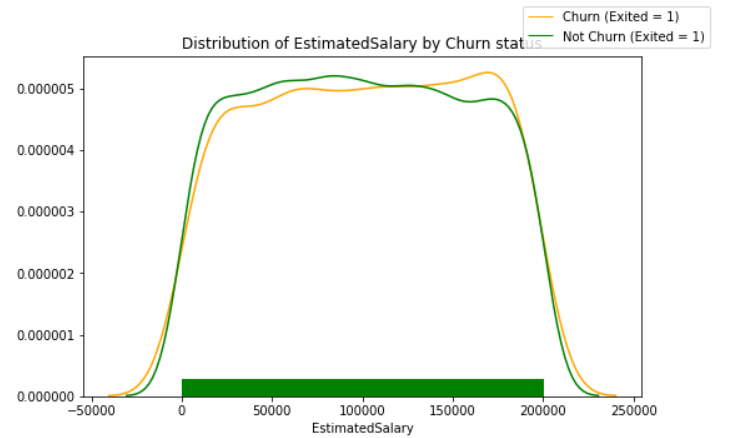 Churn (Exited = 1)
Not Churn (Exited = 1)
Distribution of EstimatedSalary by Churn status
0.000005
0.000004
0.000003
0.000002
0.000001
0.000000
−50000 0 50000 100000 150000 200000 250000
EstimatedSalary